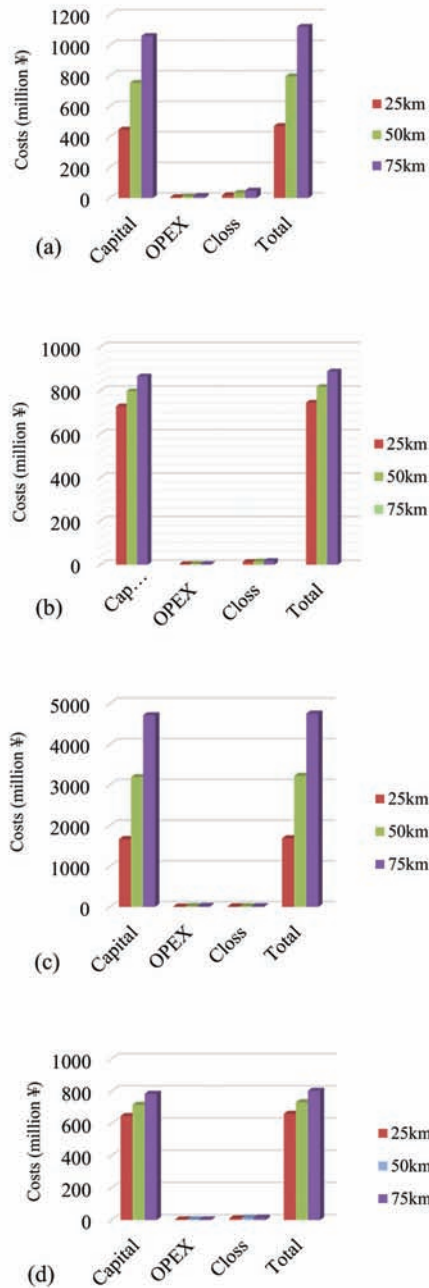 1200
1000
800
600
400
200
0
Costs (million ¥)
Capital
OPEX
Closs
Total
25km
50km
75km
(a)
1000
800
600
400
200
0
Costs (million ¥)
Cap...
OPEX
Closs
Total
25km
50km
75km
(b)
5000
4000
3000
2000
1000
0
Costs (million ¥)
Capital
OPEX
Closs
Total
25km
50km
75km
(c)
1000
800
600
400
200
0
Costs (million ¥)
Capital
OPEX
Closs
Total
25km
50km
75km
(d)